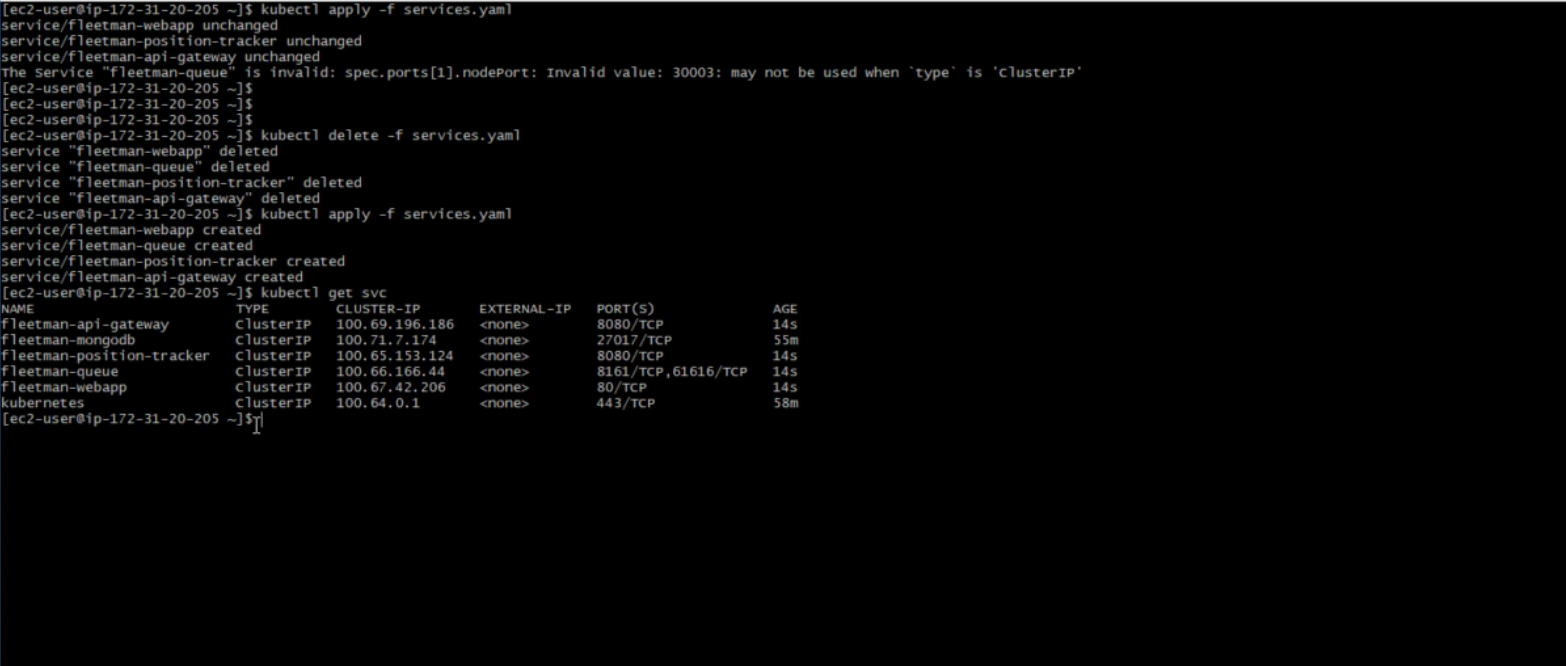 [ec2-user@ip-172-31-20-205 ~]$ kubectl apply -f services.yaml
service/fleetman-webapp unchanged
service/fleetman-position-tracker unchanged
service/fleetman-api-gateway unchanged
The Service "fleetman-queue" is invalid: spec.ports[1].nodePort: Invalid value: 30003: may not be used when `type` is 'ClusterIP'
[ec2-user@ip-172-31-20-205 ~]$
[ec2-user@ip-172-31-20-205 ~]$
[ec2-user@ip-172-31-20-205 ~]$
[ec2-user@ip-172-31-20-205 ~]$ kubectl delete -f services.yaml
service "fleetman-webapp" deleted
service "fleetman-queue" deleted
service "fleetman-position-tracker" deleted
service "fleetman-api-gateway" deleted
[ec2-user@ip-172-31-20-205 ~]$ kubectl apply -f services.yaml
service/fleetman-webapp created
service/fleetman-queue created
service/fleetman-position-tracker created
service/fleetman-api-gateway created
[ec2-user@ip-172-31-20-205 ~]$ kubectl get svc
NAME TYPE CLUSTER-IP EXTERNAL-IP PORT(S) AGE
fleetman-api-gateway ClusterIP 100.69.196.186 <none> 8080/TCP 14s
fleetman-mongodb ClusterIP 100.71.7.174 <none> 27017/TCP 55m
fleetman-position-tracker ClusterIP 100.65.153.124 <none> 8080/TCP 14s
fleetman-queue ClusterIP 100.66.166.44 <none> 8161/TCP,61616/TCP 14s
fleetman-webapp ClusterIP 100.67.42.206 <none> 80/TCP 14s
kubernetes ClusterIP 100.64.0.1 <none> 443/TCP 58m
[ec2-user@ip-172-31-20-205 ~]$